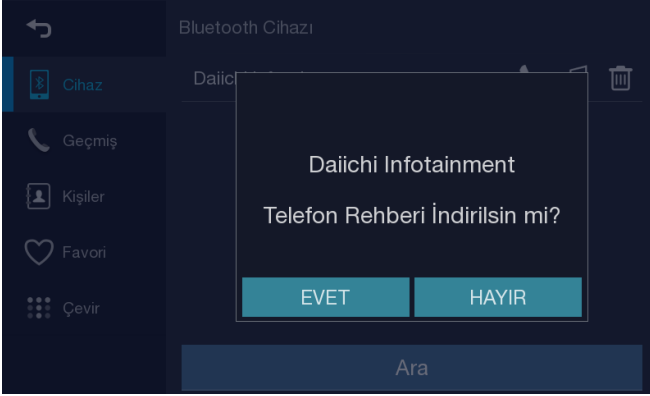 Bluetooth Cihazı
Cihaz
Daiichi Infotainment
Telefon Rehberi İndirilsin mi?
EVET
HAYIR
Geçmiş
Kişiler
Favori
Çevir
Ara